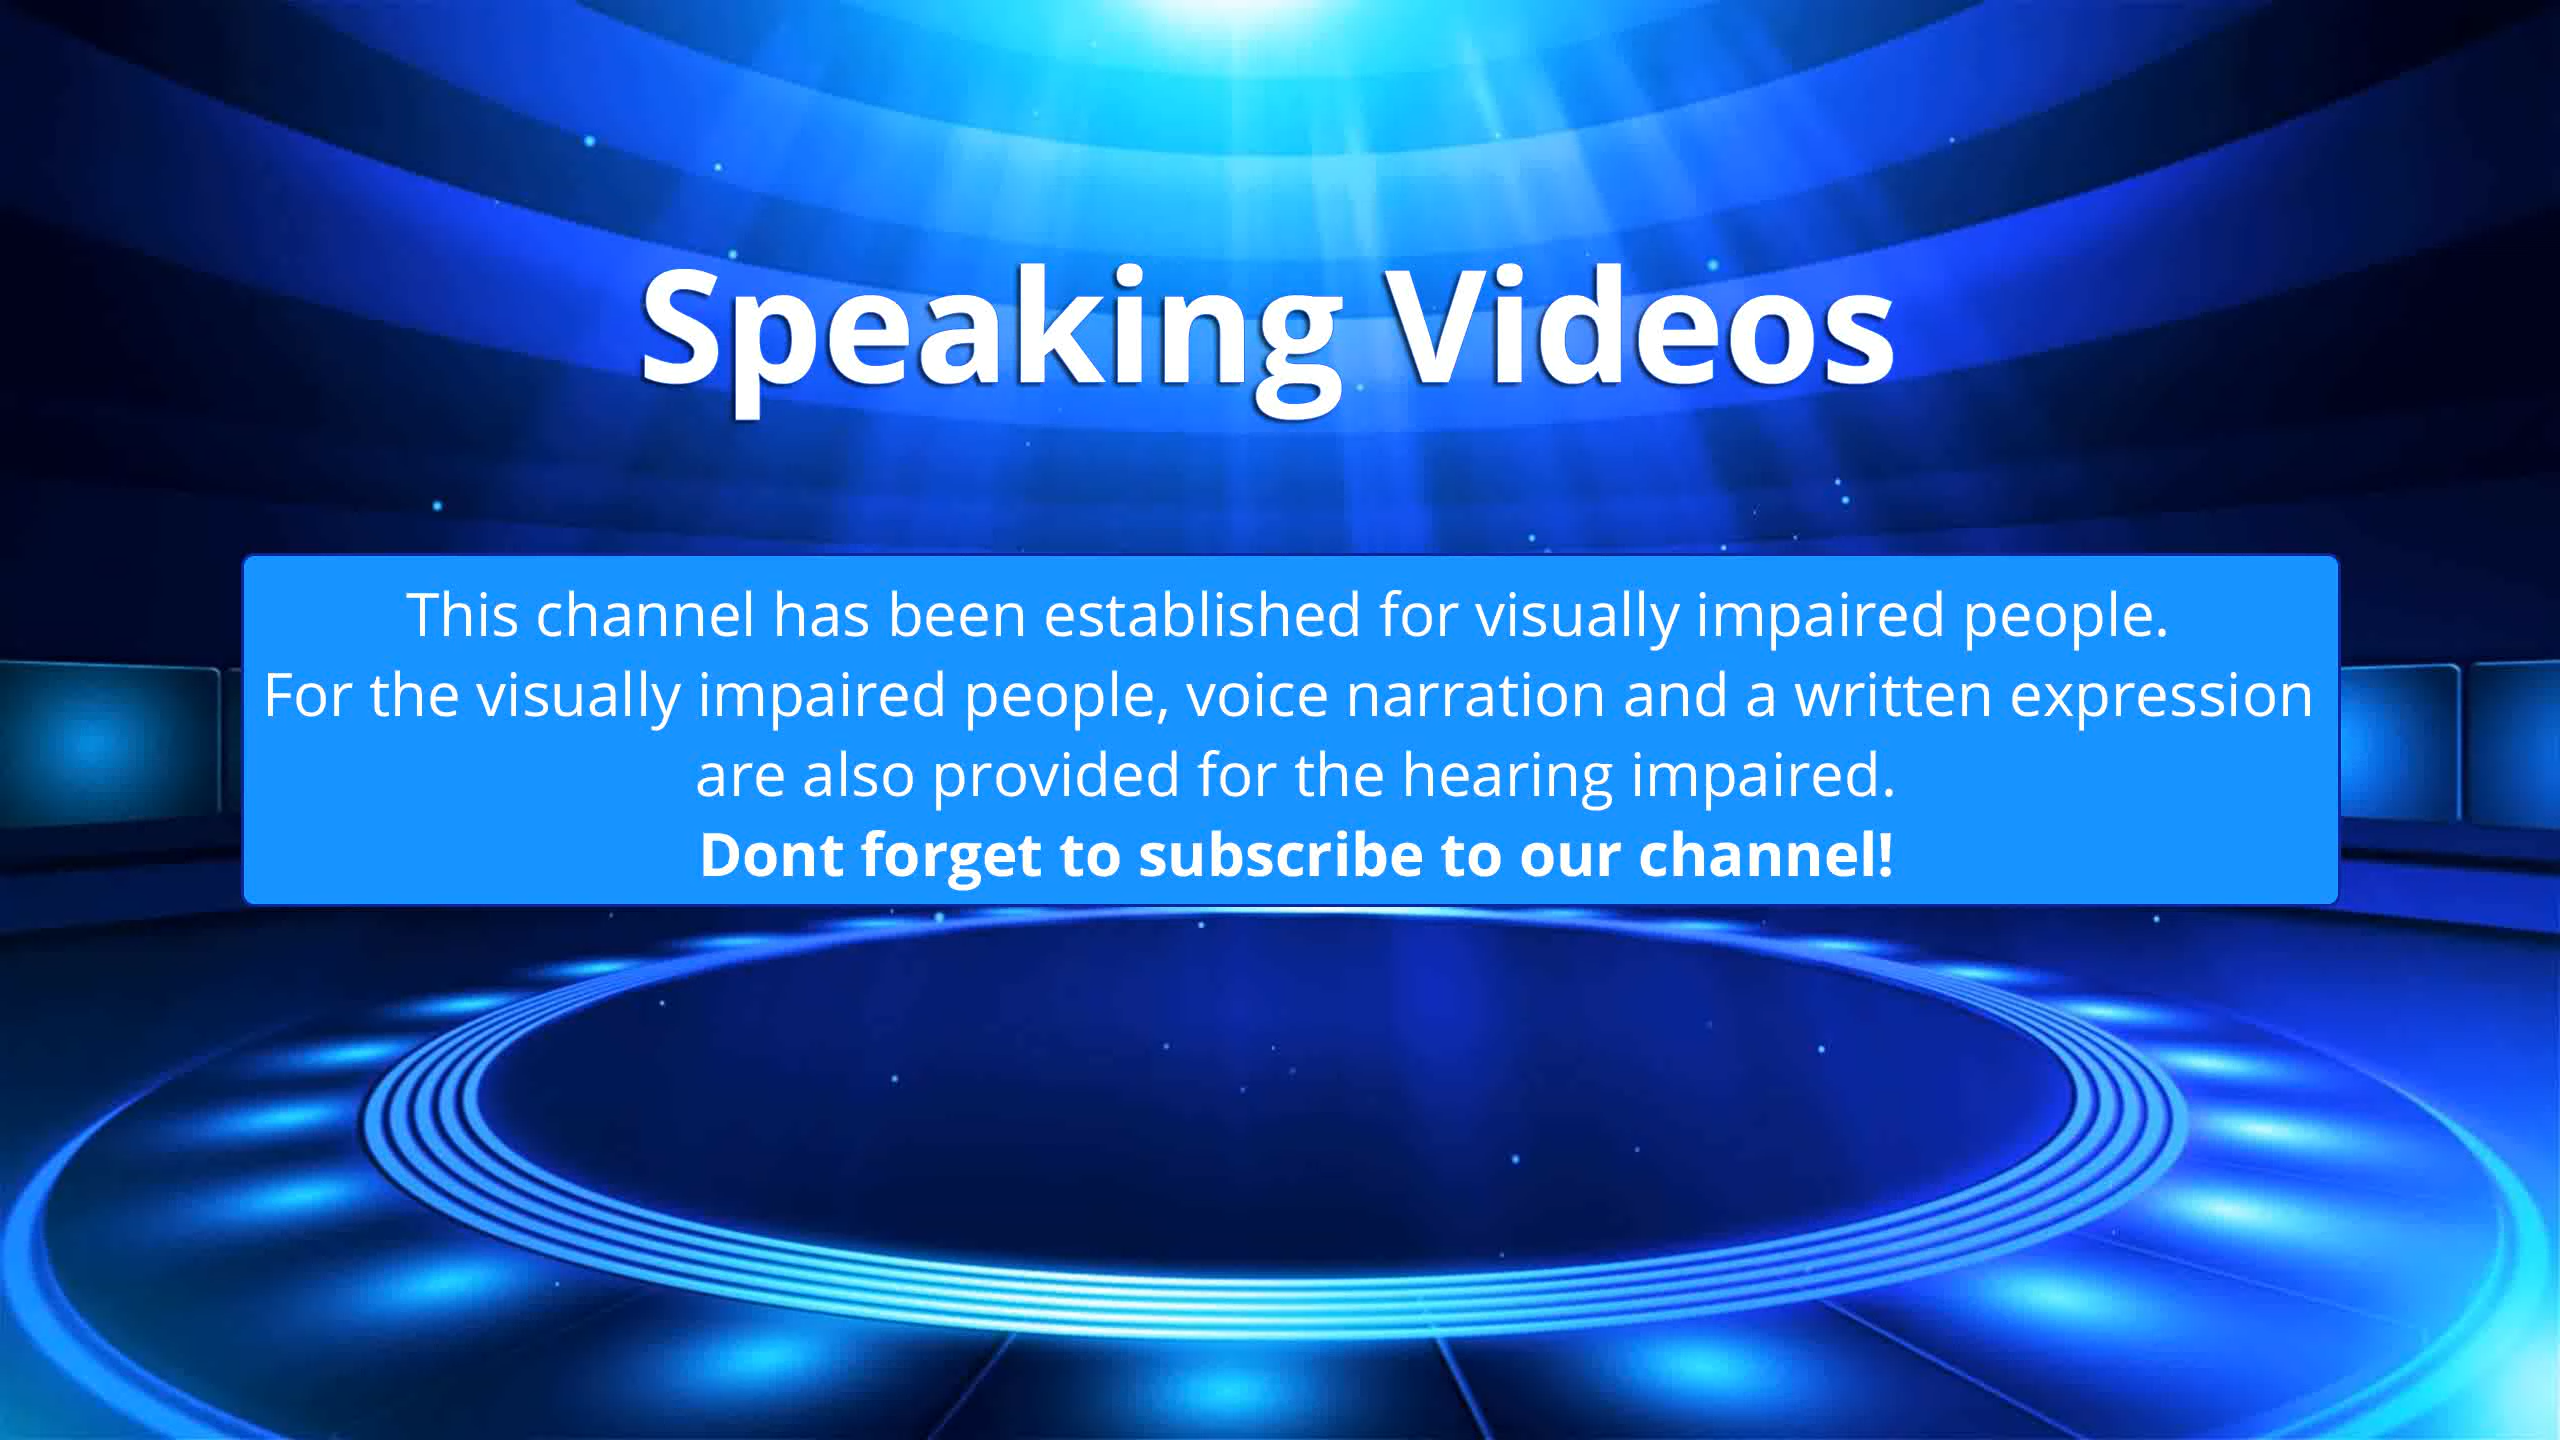 Speaking Videos
This channel has been established for visually impaired people.
For the visually impaired people, voice narration and a written expression
are also provided for the hearing impaired.
Dont forget to subscribe to our channel!